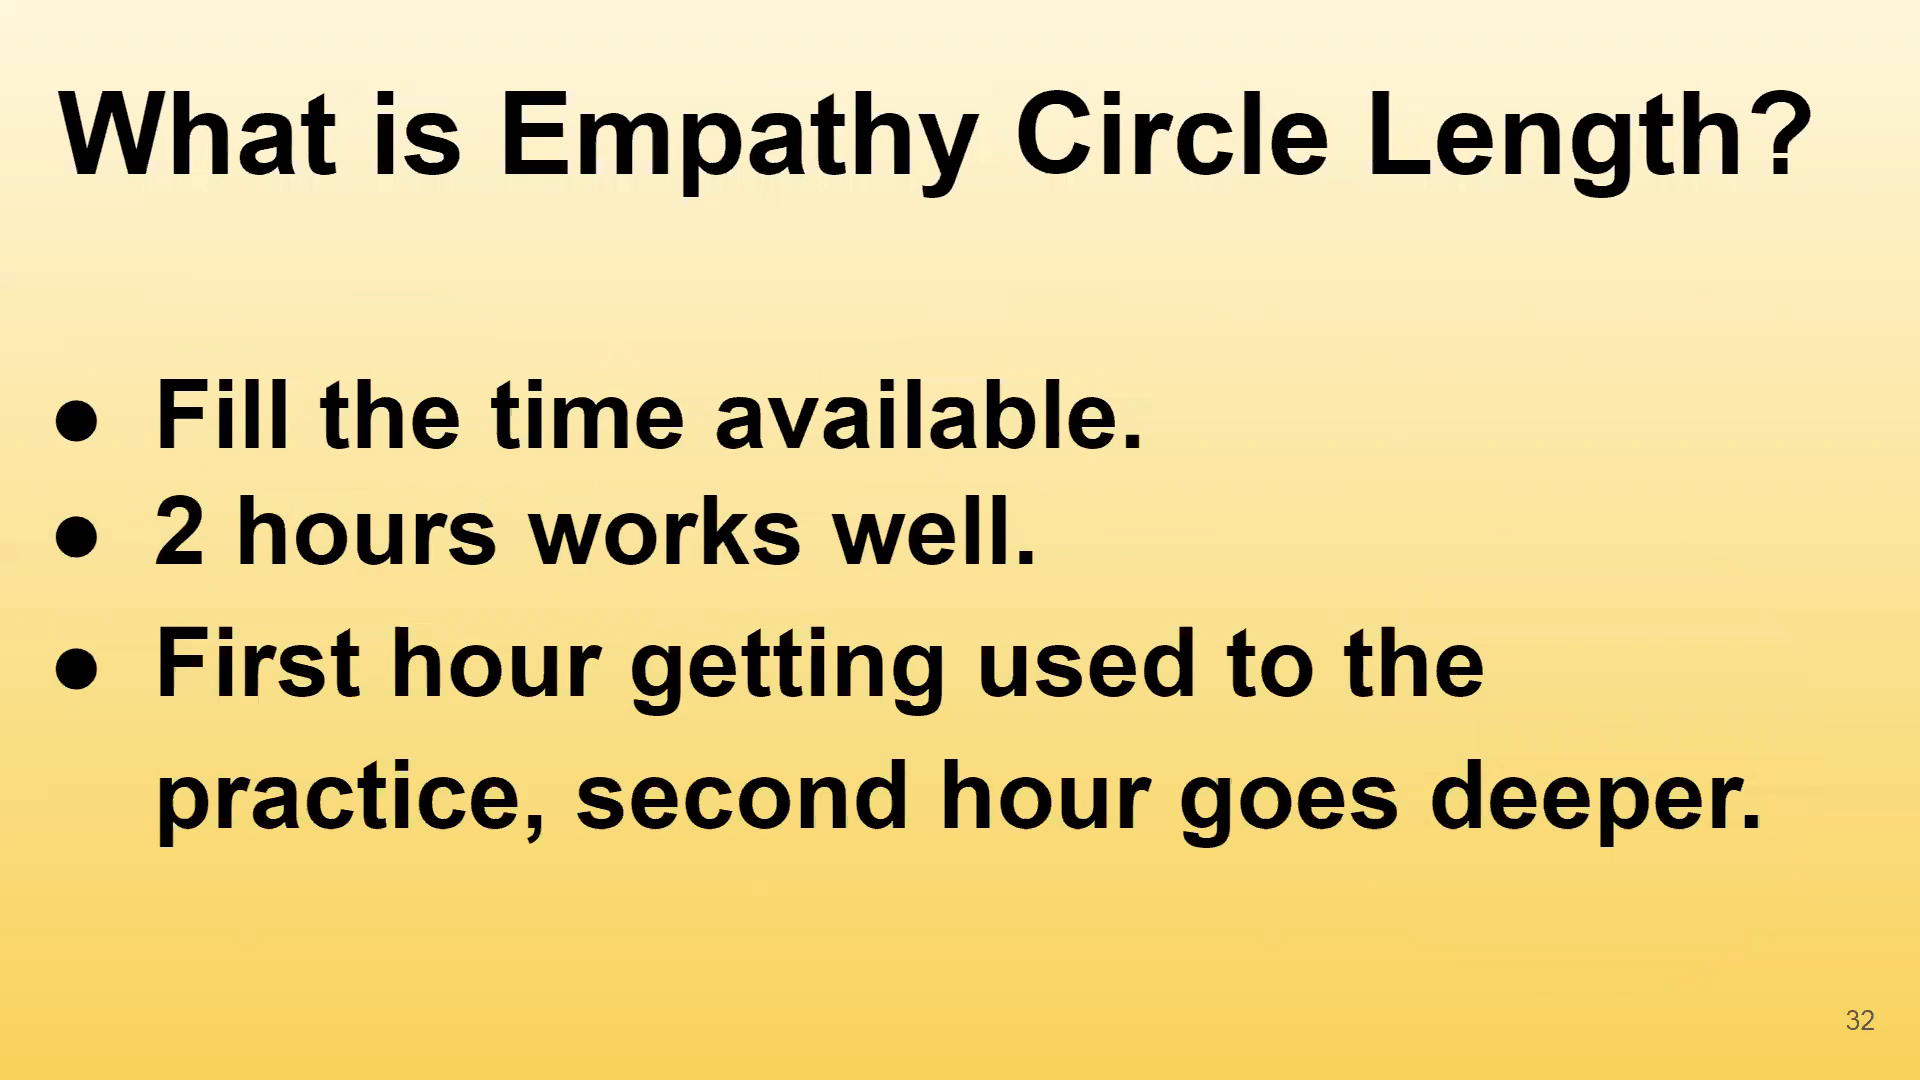 What is Empathy Circle Length?
● Fill the time available.
● 2 hours works well.
● First hour getting used to the
practice, second hour goes deeper.
32